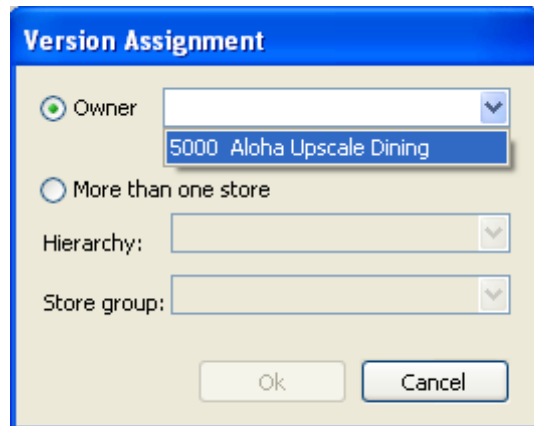 Version Assignment
Owner
5000 Aloha Upscale Dining
More than one store
Hierarchy:
Store group:
Ok Cancel